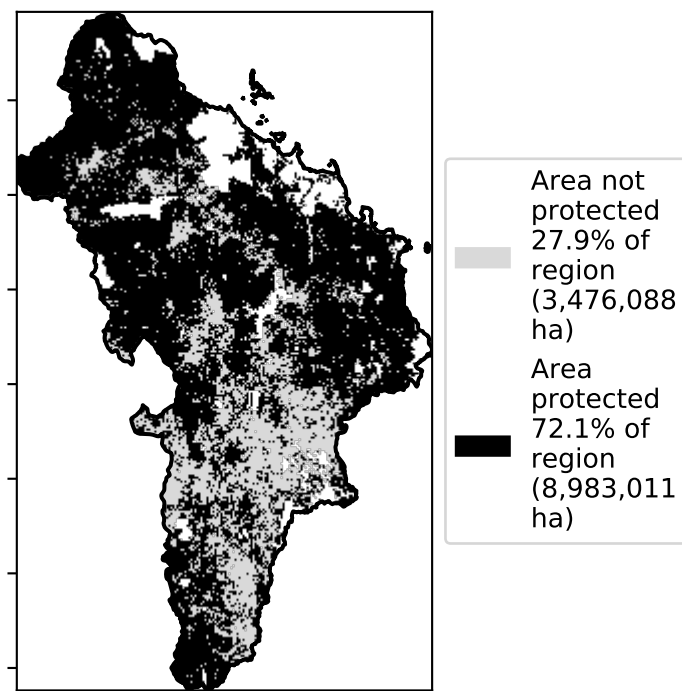 Area not
protected
27.9% of
region
(3,476,088
ha)
Area
protected
72.1% of
region
(8,983,011
ha)